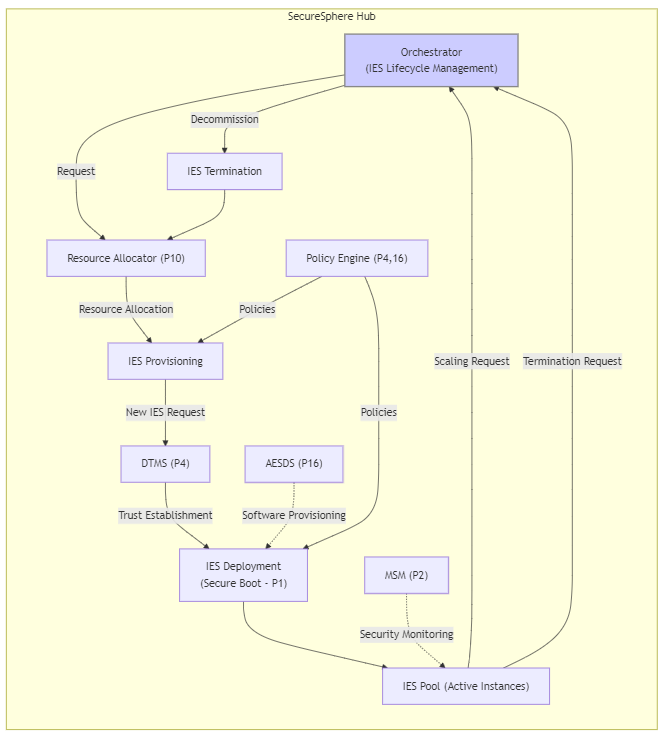 SecureSphere Hub
Orchestrator
(IES Lifecycle Management)
Decommission
Request
IES Termination
Resource Allocator (P10)
Policy Engine (P4,16)
Resource Allocation
Policies
IES Provisioning
Scaling Request
Termination Request
New IES Request
Policies
DTMS (P4)
AESDS (P16)
Trust Establishment
Software Provisioning
IES Deployment
(Secure Boot - P1)
MSM (P2)
Security Monitoring
IES Pool (Active Instances)